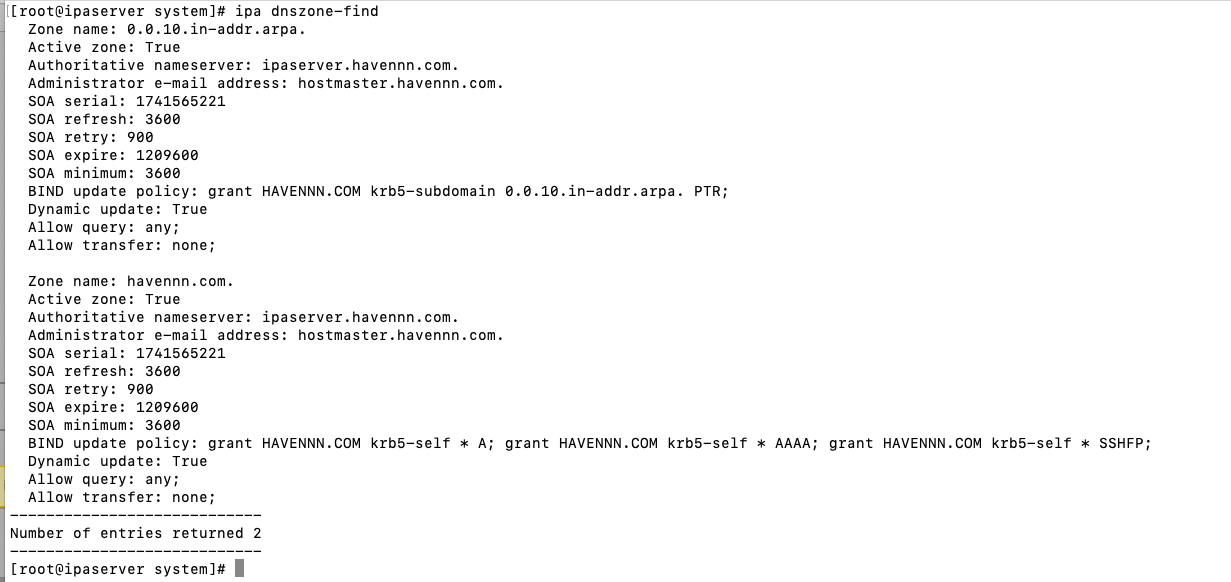 [root@ipaserver system]# ipa dnszone-find
Zone name: 0.0.10.in-addr.arpa.
Active zone: True
Authoritative nameserver: ipaserver.havennn.com.
Administrator e-mail address: hostmaster.havennn.com.
SOA serial: 1741565221
SOA refresh: 3600
SOA retry: 900
SOA expire: 1209600
SOA minimum: 3600
BIND update policy: grant HAVENNN.COM krb5-subdomain 0.0.10.in-addr.arpa. PTR;
Dynamic update: True
Allow query: any;
Allow transfer: none;
Zone name: havennn.com.
Active zone: True
Authoritative nameserver: ipaserver.havennn.com.
Administrator e-mail address: hostmaster.havennn.com.
SOA serial: 1741565221
SOA refresh: 3600
SOA retry: 900
SOA expire: 1209600
SOA minimum: 3600
BIND update policy: grant HAVENNN.COM krb5-self * A; grant HAVENNN.COM krb5-self * AAAA; grant HAVENNN.COM krb5-self * SSHFP;
Dynamic update: True
Allow query: any;
Allow transfer: none;
----------------------------
Number of entries returned 2
----------------------------
[root@ipaserver system]#